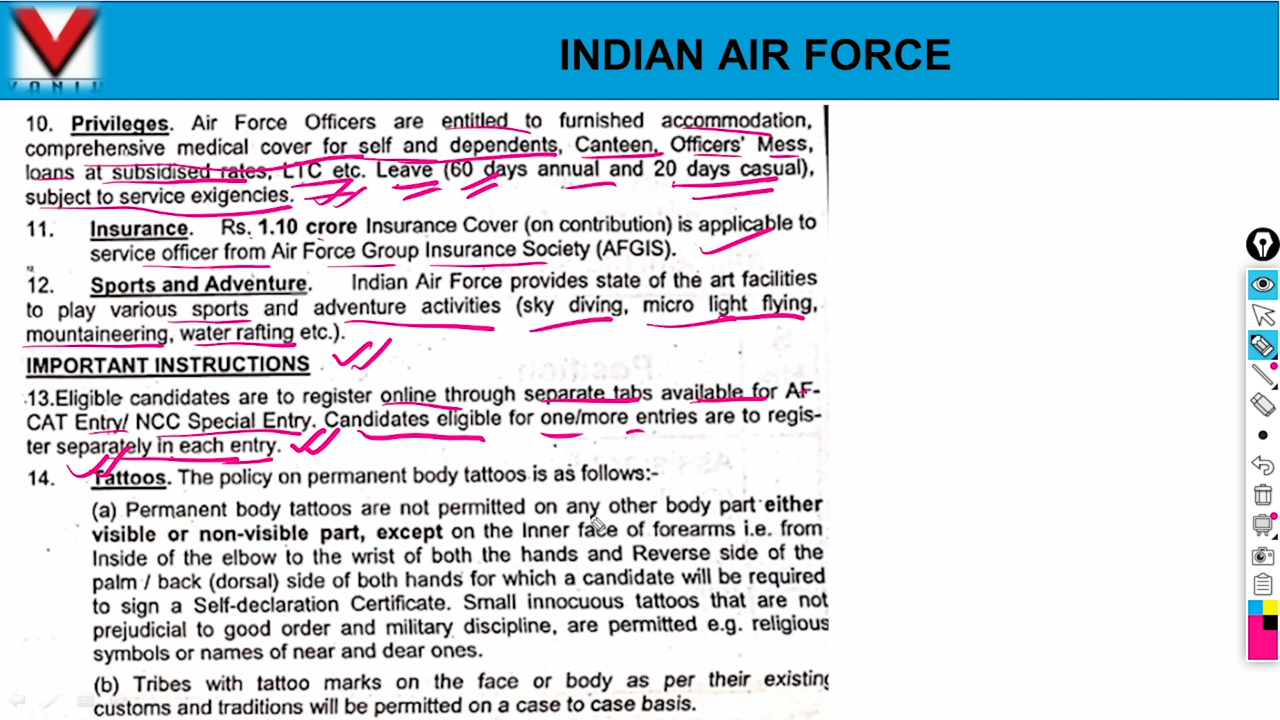 INDIAN AIR FORCE
VONIJ
10. Privileges. Air Force Officers are entitled to furnished accommodation,
comprehensive medical cover for self and dependents, Canteen, Officers' Mess,
loans at subsidised rates, LTC etc. Leave (60 days annual and 20 days casual),
subject to service exigencies.
11. Insurance. Rs. 1.10 crore Insurance Cover (on contribution) is applicable to
service officer from Air Force Group Insurance Society (AFGIS).
12. Sports and Adventure. Indian Air Force provides state of the art facilities
to play various sports and adventure activities (sky diving, micro light flying,
mountaineering, water rafting etc.).
IMPORTANT INSTRUCTIONS
13.Eligible candidates are to register online through separate tabs available for AF-
CAT Entry/ NCC Special Entry. Candidates eligible for one/more entries are to regis-
ter separately in each entry.
14. Tattoos. The policy on permanent body tattoos is as follows:-
(a) Permanent body tattoos are not permitted on any other body part either
visible or non-visible part, except on the Inner face of forearms i.e. from
Inside of the elbow to the wrist of both the hands and Reverse side of the
palm / back (dorsal) side of both hands for which a candidate will be required
to sign a Self-declaration Certificate. Small innocuous tattoos that are not
prejudicial to good order and military discipline, are permitted e.g. religious
symbols or names of near and dear ones.
(b) Tribes with tattoo marks on the face or body as per their existing
customs and traditions will be permitted on a case to case basis.